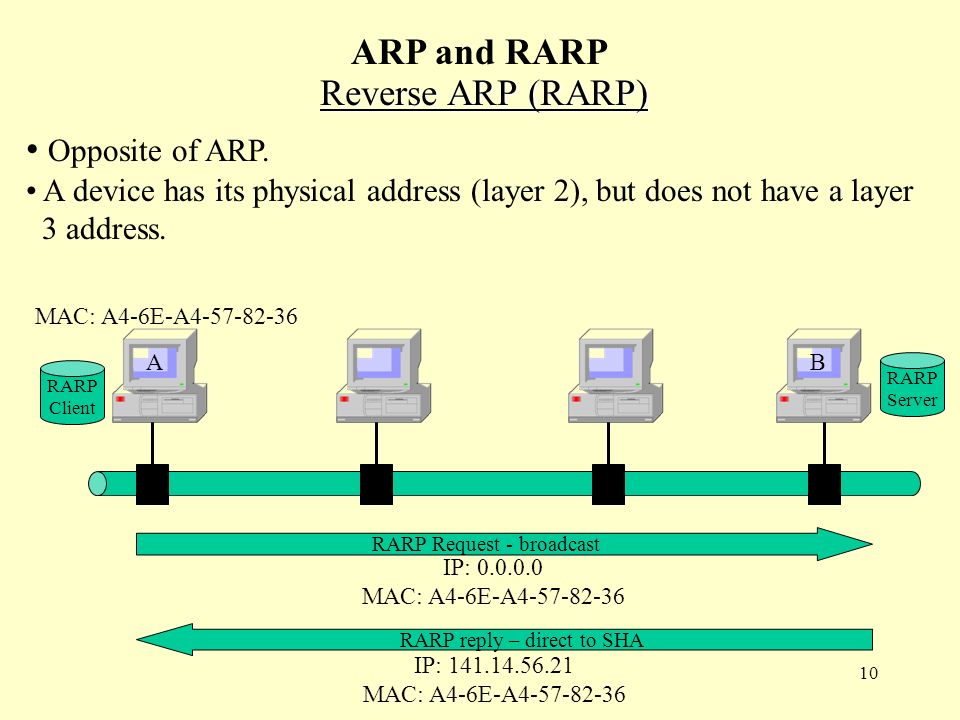 ARP and RARP
Reverse ARP (RARP)
• Opposite of ARP.
• A device has its physical address (layer 2), but does not have a layer
3 address.
MAC: A4-6E-A4-57-82-36
A
B
RARP
Client
RARP
Server
RARP Request - broadcast
IP: 0.0.0.0
MAC: A4-6E-A4-57-82-36
RARP reply – direct to SHA
IP: 141.14.56.21
MAC: A4-6E-A4-57-82-36
10